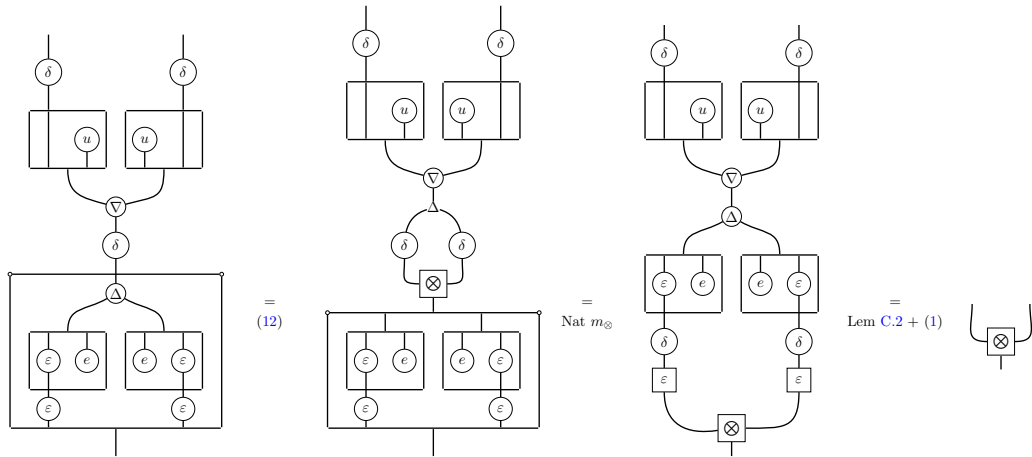 δ δ
u u
∇
δ
Δ
ε e e ε
ε ε
=
(12)
δ δ
u u
∇
Δ
δ δ
⊗
ε e e ε
ε ε
=
Nat m⊗
δ δ
u u
∇
Δ
ε e e ε
δ δ
ε ε
⊗
=
Lem C.2 + (1)
⊗